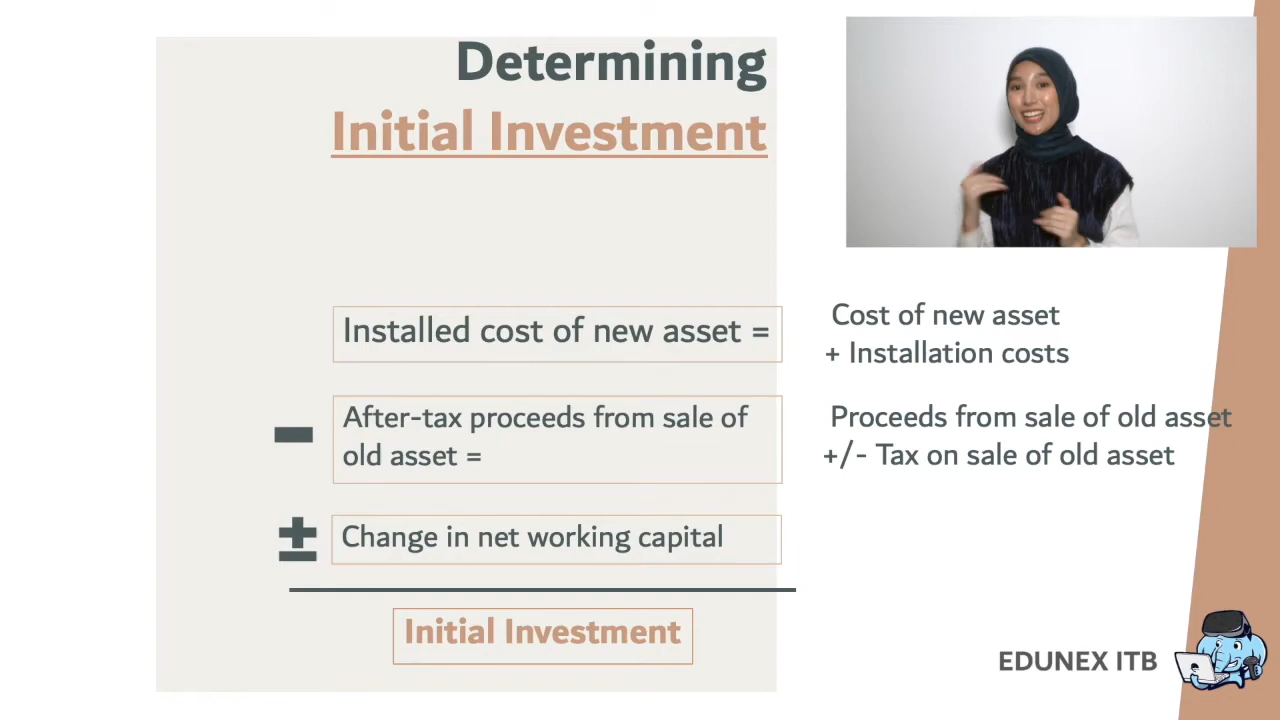 Determining
Initial Investment
Installed cost of new asset =
Cost of new asset
+ Installation costs
– After-tax proceeds from sale of
old asset =
Proceeds from sale of old asset
+/- Tax on sale of old asset
± Change in net working capital
Initial Investment
EDUNEX ITB